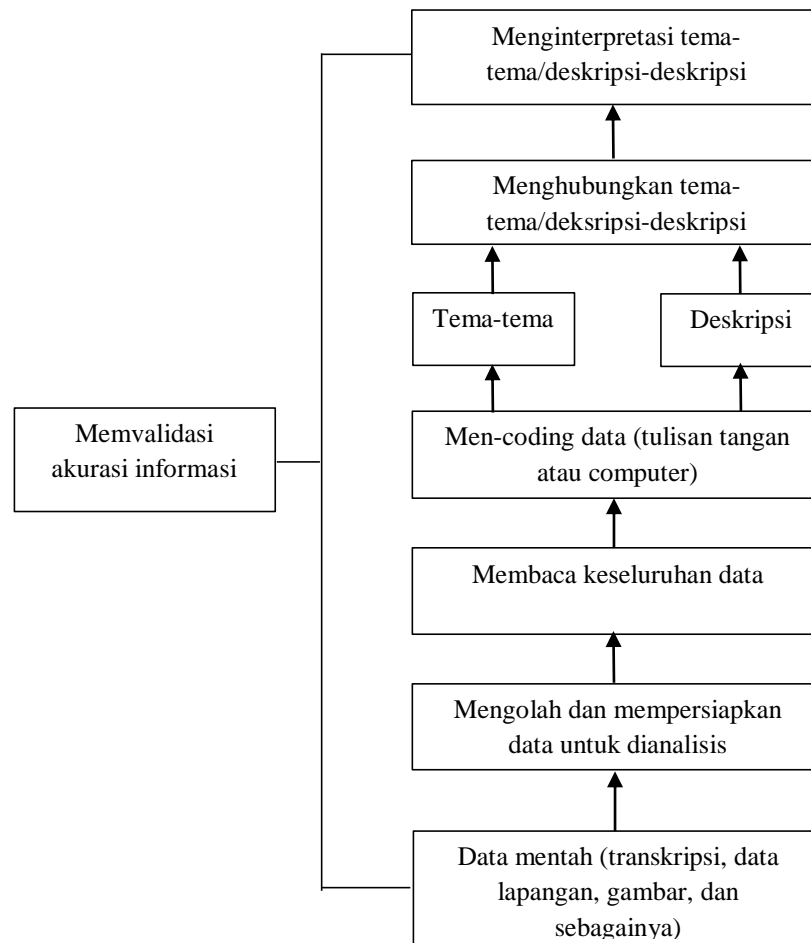 Menginterpretasi tema-
tema/deskripsi-deskripsi
Menghubungkan tema-
tema/deksripsi-deskripsi
Tema-tema
Deskripsi
Memvalidasi
akurasi informasi
Men-coding data (tulisan tangan
atau computer)
Membaca keseluruhan data
Mengolah dan mempersiapkan
data untuk dianalisis
Data mentah (transkripsi, data
lapangan, gambar, dan
sebagainya)